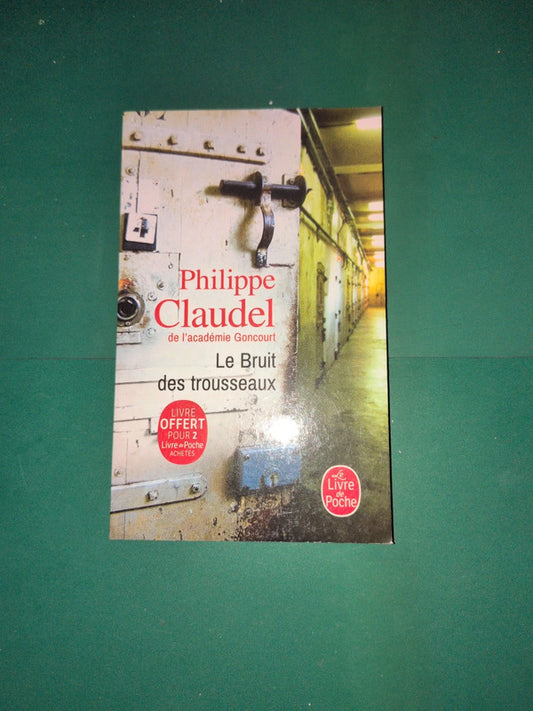 4
Philippe
Claudel
de l'académie Goncourt
Le Bruit
des trousseaux
LIVRE
OFFERT
POUR 2
Livre de Poche
ACHETÉS
Le
Livre
de
Poche